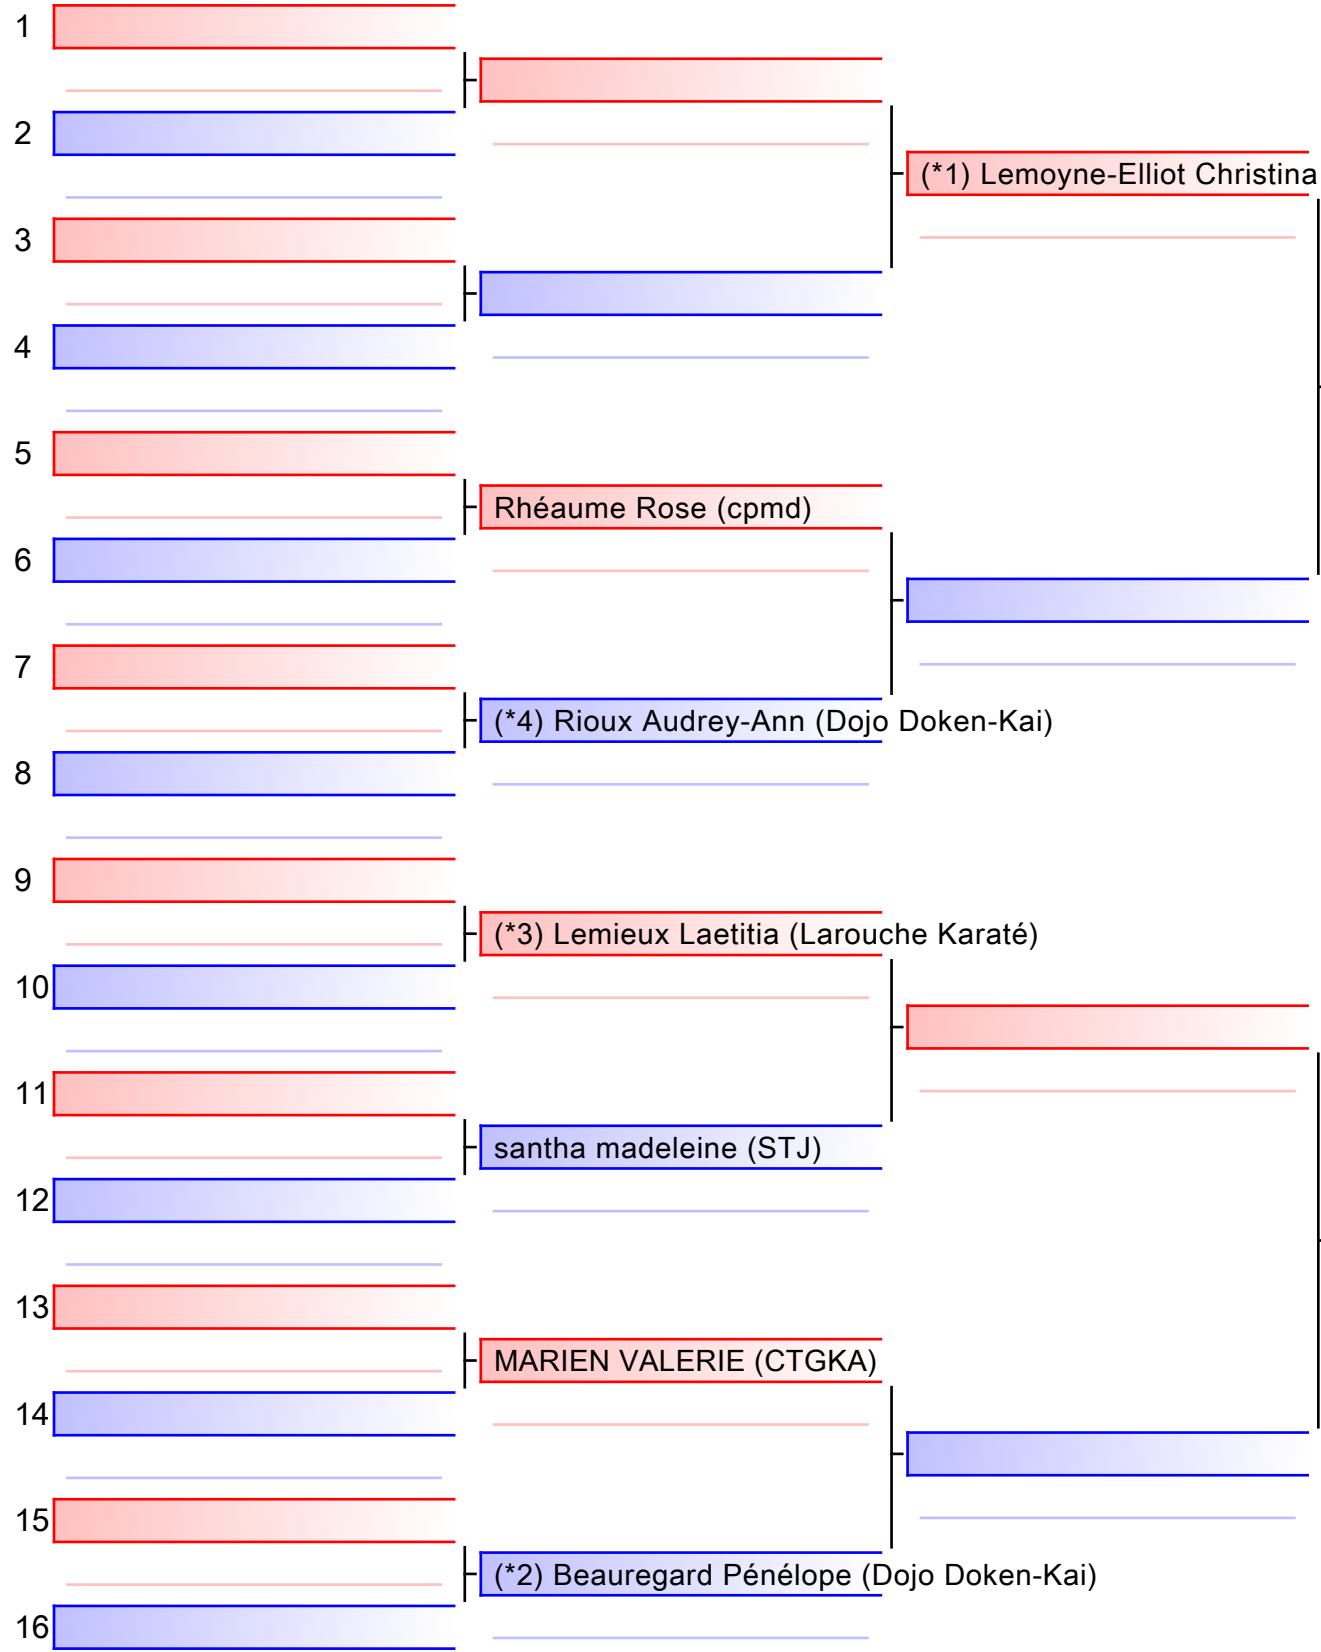 1
2
(*1) Lemoyne-Elliot Christina
3
4
5
Rhéaume Rose (cpmd)
6
7
(*4) Rioux Audrey-Ann (Dojo Doken-Kai)
8
9
(*3) Lemieux Laetitia (Larouche Karaté)
10
11
santha madeleine (STJ)
12
13
MARIEN VALERIE (CTGKA)
14
15
(*2) Beauregard Pénélope (Dojo Doken-Kai)
16